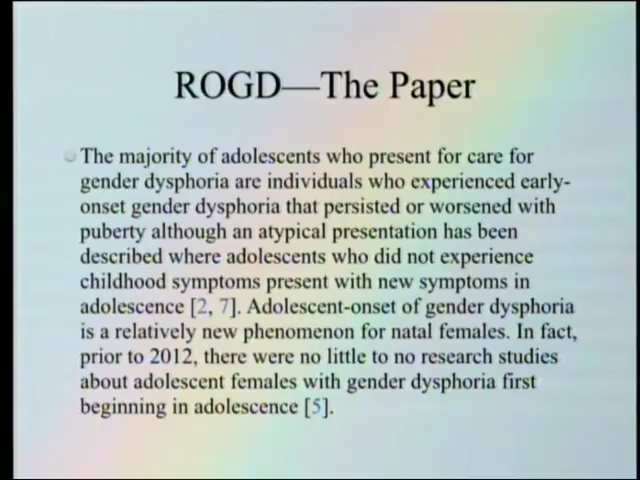 ROGD—The Paper
The majority of adolescents who present for care for
gender dysphoria are individuals who experienced early-
onset gender dysphoria that persisted or worsened with
puberty although an atypical presentation has been
described where adolescents who did not experience
childhood symptoms present with new symptoms in
adolescence [2, 7]. Adolescent-onset of gender dysphoria
is a relatively new phenomenon for natal females. In fact,
prior to 2012, there were no little to no research studies
about adolescent females with gender dysphoria first
beginning in adolescence [5].